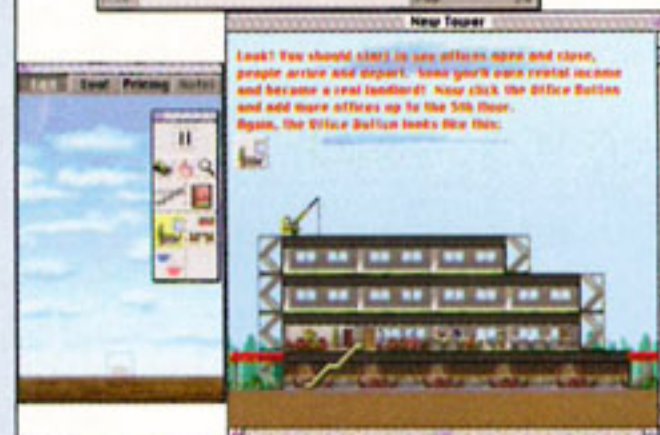 New Tower
Look! You should start to see offices open and close,
people arrive and depart. Soon you'll earn rental income
and become a real landlord! Now click the Office Button
and add more offices up to the 5th floor.
Again, the Office Button looks like this:
Eval Pricing Hotel